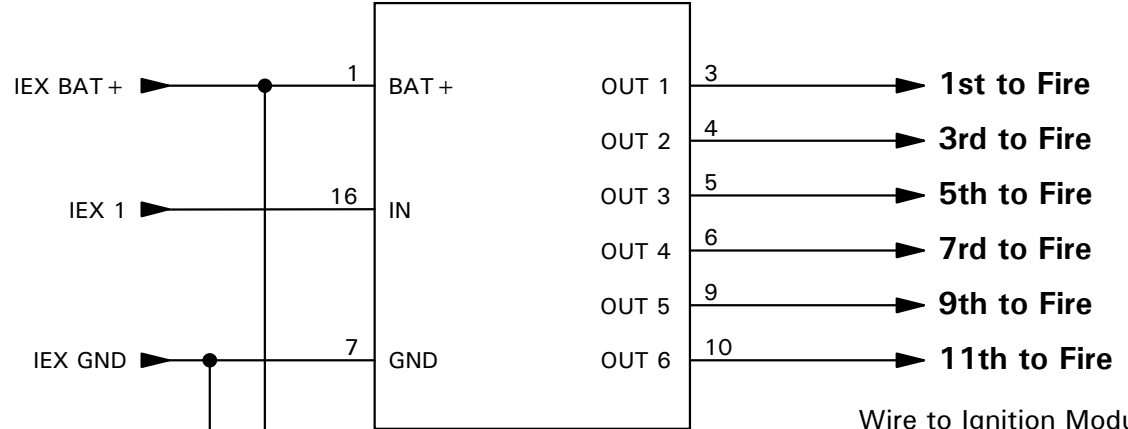 IEX BAT+ 1 BAT+ OUT 1 3 1st to Fire
OUT 2 4 3rd to Fire
IEX 1 16 IN OUT 3 5 5th to Fire
OUT 4 6 7rd to Fire
OUT 5 9 9th to Fire
IEX GND 7 GND OUT 6 10 11th to Fire
Wire to Ignition